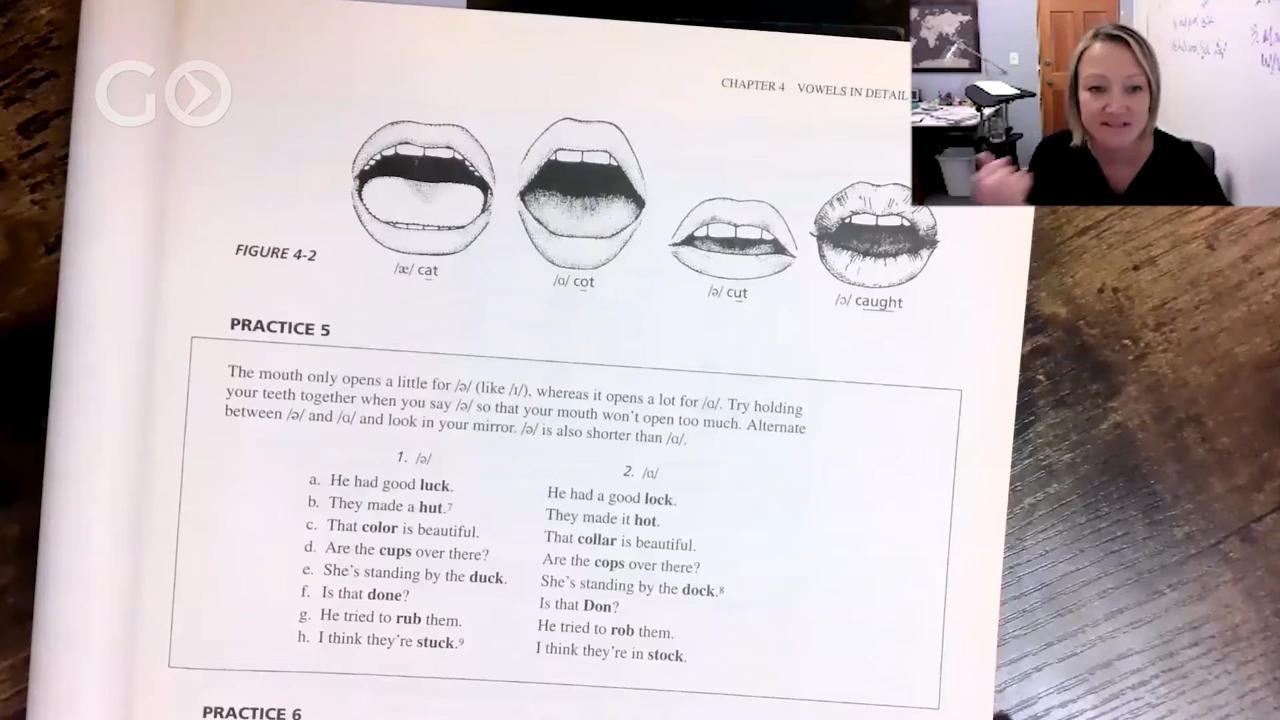 GO
CHAPTER 4 VOWELS IN DETAIL
FIGURE 4-2
/æ/ cat
/ɑ/ cot
/ə/ cut
/ɔ/ caught
PRACTICE 5
The mouth only opens a little for /ə/ (like /ɪ/), whereas it opens a lot for /ɑ/. Try holding
your teeth together when you say /ə/ so that your mouth won't open too much. Alternate
between /ə/ and /ɑ/ and look in your mirror. /ə/ is also shorter than /ɑ/.
1. /ə/
a. He had good luck.
b. They made a hut.⁷
c. That color is beautiful.
d. Are the cups over there?
e. She's standing by the duck.
f. Is that done?
g. He tried to rub them.
h. I think they're stuck.⁹
2. /ɑ/
He had a good lock.
They made it hot.
That collar is beautiful.
Are the cops over there?
She's standing by the dock.⁸
Is that Don?
He tried to rob them.
I think they're in stock.
PRACTICE 6